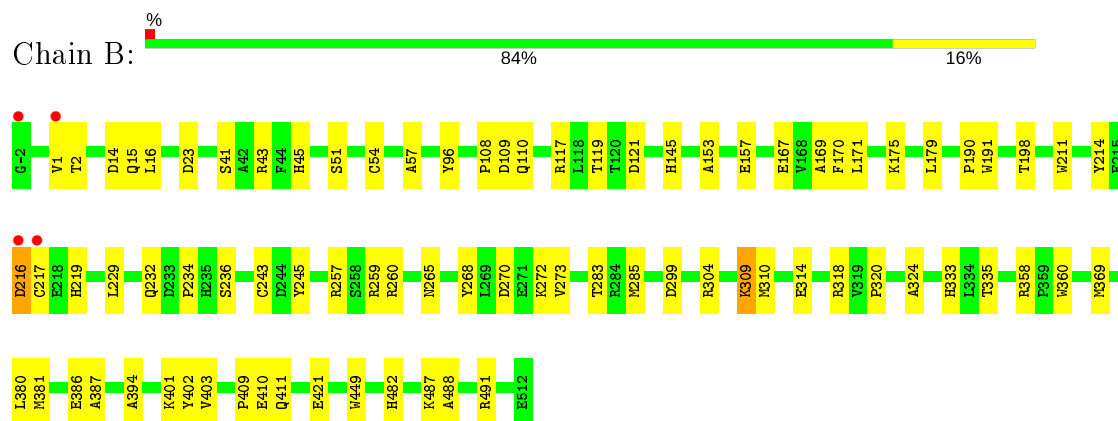 %
Chain B:
84% 16%
G-2 V1 T2 D14 Q15 L16 D23 S41 A42 R43 F44 H45 S51 C54 A57 Y96 P108 D109 Q110 R117 L118 T119 T120 D121 H145 A153 E157 E167 V168 A169 F170 L171 K175 L179 P190 W191 T198 W211 Y214 E215
D216 C217 E218 H219 L229 Q232 D233 P234 H235 S236 C243 D244 Y245 R257 S258 R259 R260 N265 Y268 L269 D270 E271 K272 V273 T283 R284 M285 D299 R304 K309 M310 E314 R318 V319 P320 A324 H333 L334 T335 R358 P359 W360 M369
L380 M381 E386 A387 A394 K401 Y402 V403 P409 E410 Q411 E421 W449 H482 K487 A488 R491 E512